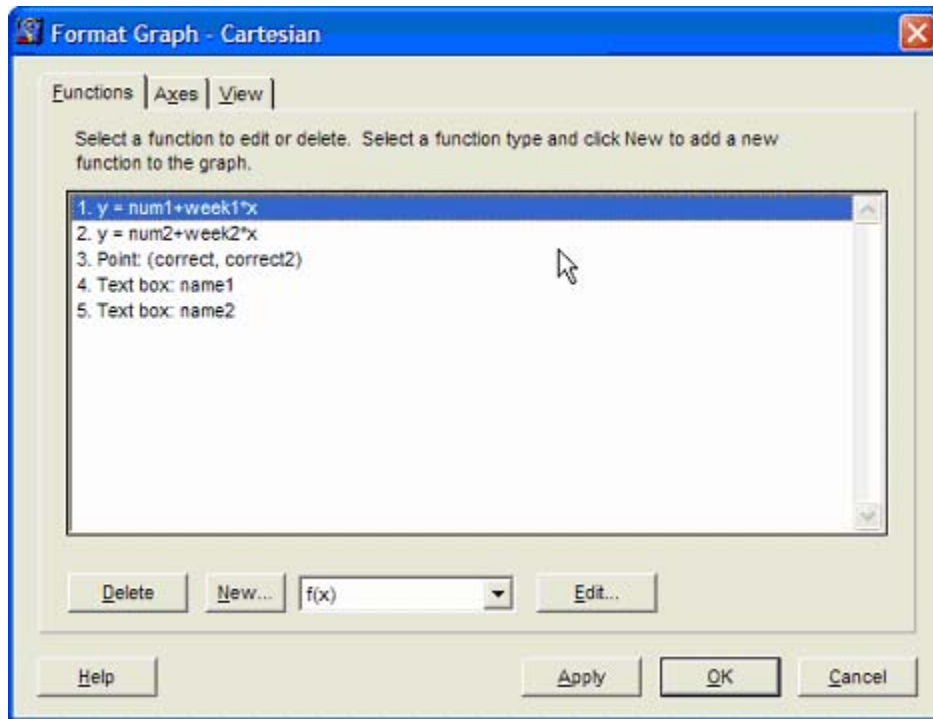 Format Graph - Cartesian
Functions Axes View
Select a function to edit or delete. Select a function type and click New to add a new
function to the graph.
1. y = num1+week1*x
2. y = num2+week2*x
3. Point: (correct, correct2)
4. Text box: name1
5. Text box: name2
Delete New... f(x) Edit...
Help Apply OK Cancel